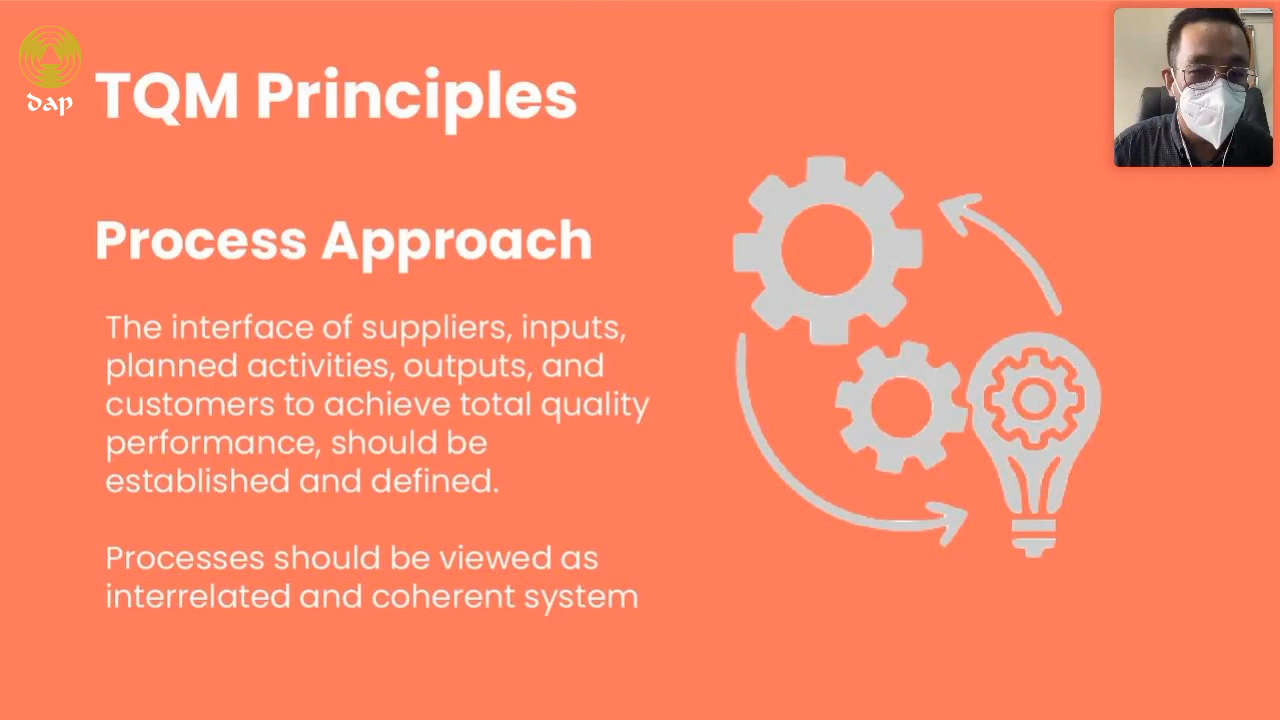 dap
TQM Principles
Process Approach
The interface of suppliers, inputs,
planned activities, outputs, and
customers to achieve total quality
performance, should be
established and defined.
Processes should be viewed as
interrelated and coherent system